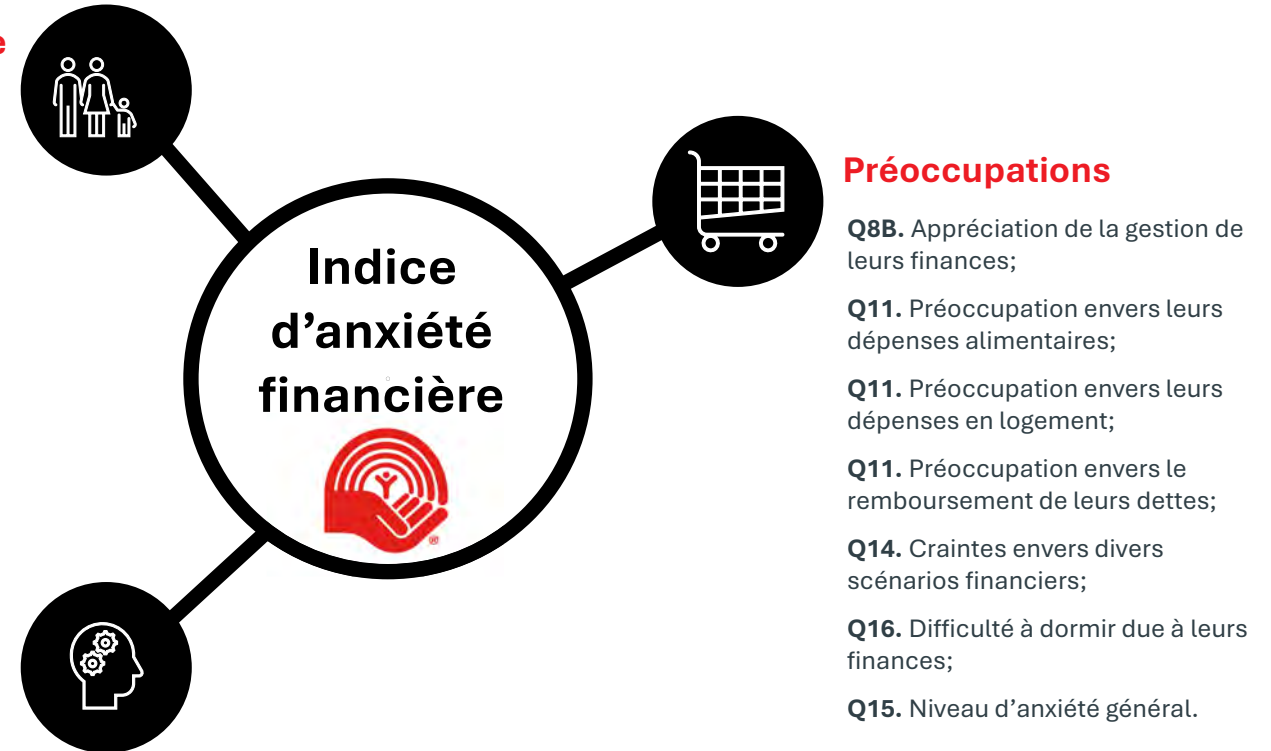 e
Indice
d’anxiété
financière
®
Préoccupations
Q8B. Appréciation de la gestion de
leurs finances;
Q11. Préoccupation envers leurs
dépenses alimentaires;
Q11. Préoccupation envers leurs
dépenses en logement;
Q11. Préoccupation envers le
remboursement de leurs dettes;
Q14. Craintes envers divers
scénarios financiers;
Q16. Difficulté à dormir due à leurs
finances;
Q15. Niveau d’anxiété général.